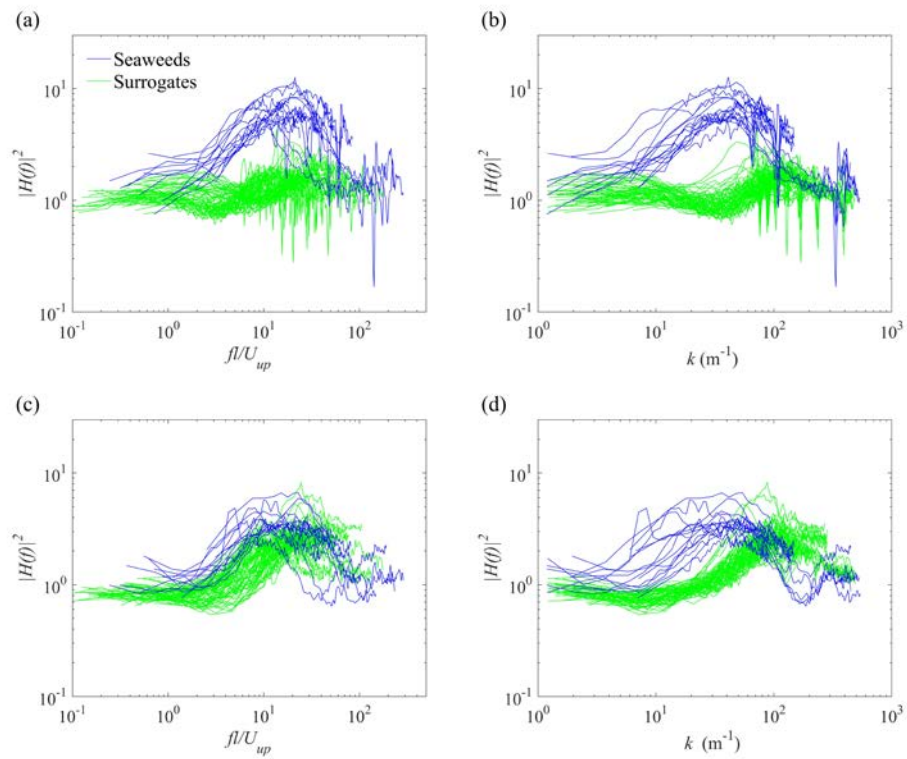 (a)
(b)
Seaweeds
Surrogates
|H(f)|²
10¹
10⁰
10⁻¹
10⁻¹ 10⁰ 10¹ 10²
fl/U_up
|H(f)|²
10¹
10⁰
10⁻¹
10⁰ 10¹ 10² 10³
k (m⁻¹)
(c)
(d)
|H(f)|²
10¹
10⁰
10⁻¹
10⁻¹ 10⁰ 10¹ 10²
fl/U_up
|H(f)|²
10¹
10⁰
10⁻¹
10⁰ 10¹ 10² 10³
k (m⁻¹)